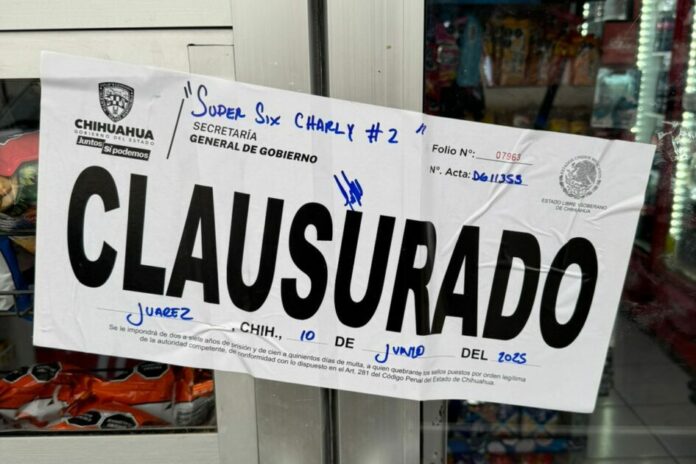 "SUPER SIX CHARLY #2"
CHIHUAHUA
GOBIERNO DEL ESTADO
Juntos Sí podemos
SECRETARÍA
GENERAL DE GOBIERNO
Folio N°: 07963
N°. Acta: DG11353
ESTADO LIBRE Y SOBERANO
DE CHIHUAHUA
CLAUSURADO
JUAREZ, CHIH., 10 DE JUNIO DEL 2025
Se le impondrá de dos a siete años de prisión y de cien a quinientos días de multa, a quien quebrante los sellos puestos por orden legítima
de la autoridad competente, de conformidad con lo dispuesto en el Art. 281 del Código Penal del Estado de Chihuahua.